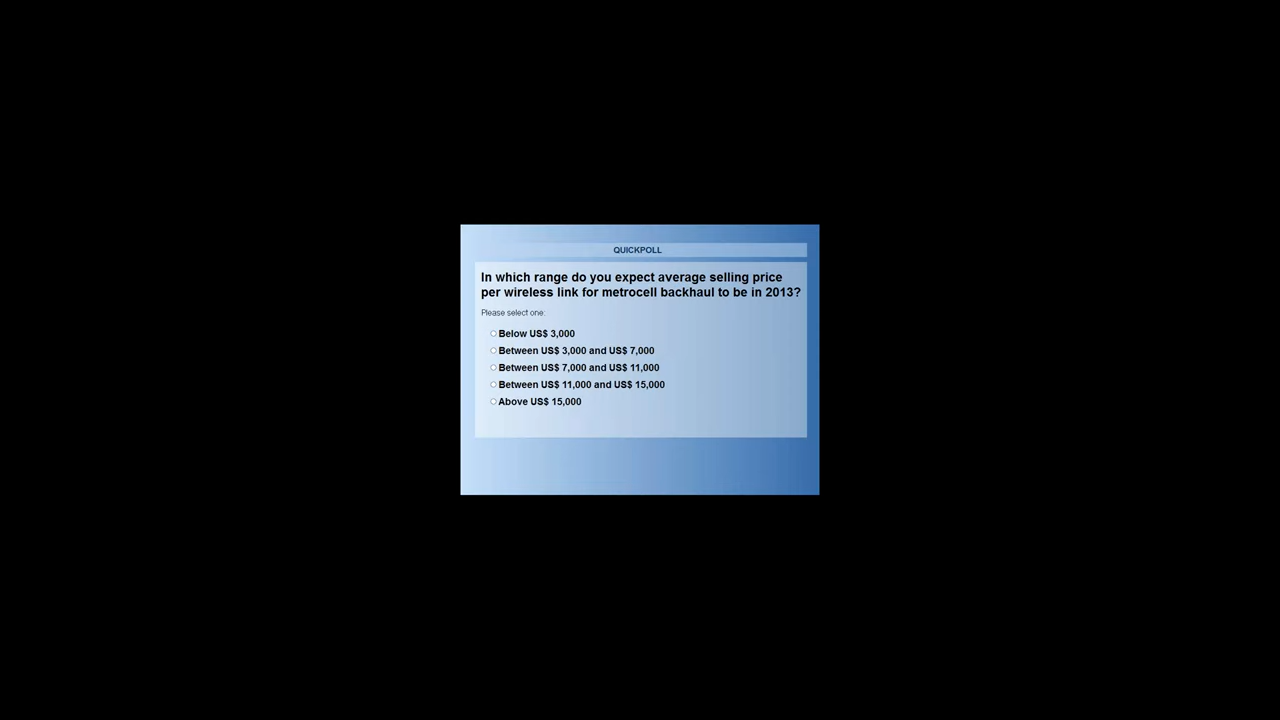 QUICKPOLL
In which range do you expect average selling price
per wireless link for metrocell backhaul to be in 2013?
Please select one:
Below US$ 3,000
Between US$ 3,000 and US$ 7,000
Between US$ 7,000 and US$ 11,000
Between US$ 11,000 and US$ 15,000
Above US$ 15,000